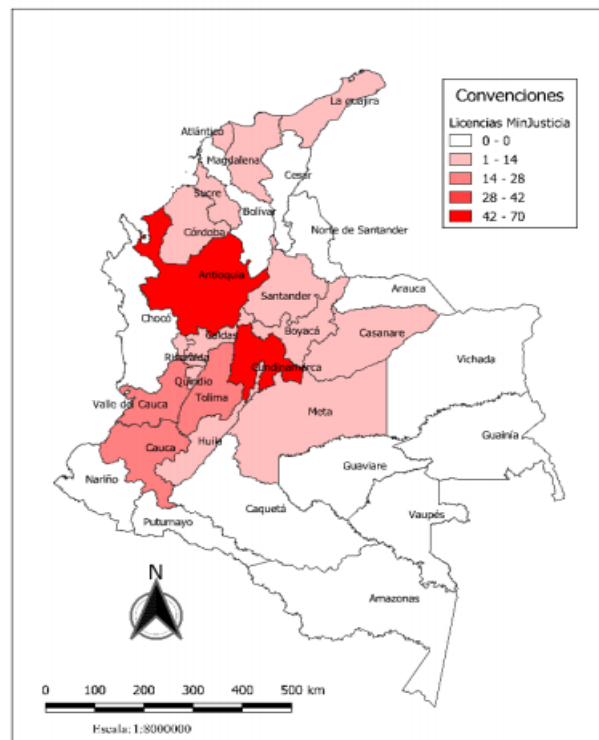 Convenciones
Licencias MinJusticia
0 - 0
1 - 14
14 - 28
28 - 42
42 - 70
La guajira
Atlántico
Magdalena
Cesar
Sucre
Bolívar
Norte de Santander
Córdoba
Antioquia
Arauca
Santander
Chocó
Boyacá
Casanare
Caldas
Risaralda
Cundinamarca
Vichada
Quindío
Tolima
Valle del Cauca
Meta
Guainía
Cauca
Huila
Guaviare
Nariño
Caquetá
Vaupés
Putumayo
Amazonas
N
0 100 200 300 400 500 km
Escala: 1:8000000